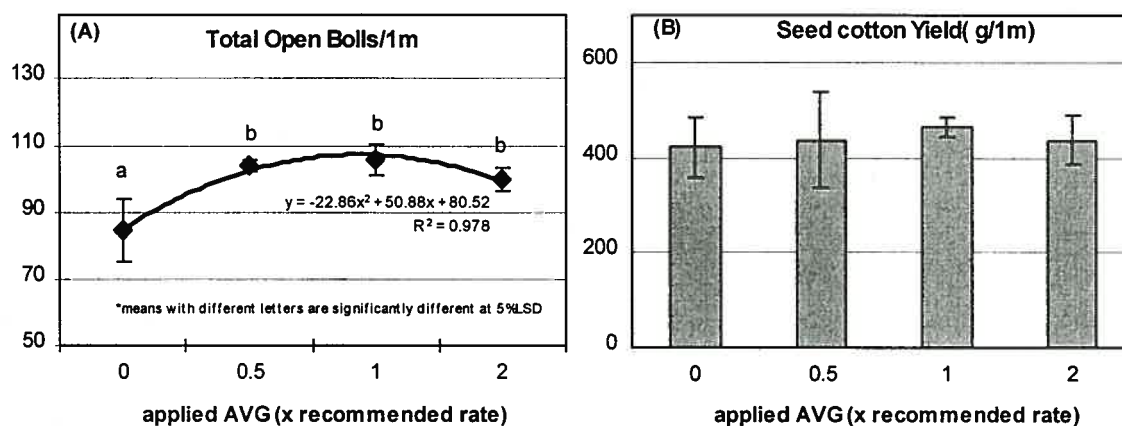 (A) Total Open Bolls/1m
130
110
90
70
50
a
b
b
b
y = -22.86x² + 50.88x + 80.52
R² = 0.978
*means with different letters are significantly different at 5%LSD
0 0.5 1 2
applied AVG (x recommended rate)
(B) Seed cotton Yield( g/1m)
600
400
200
0
0 0.5 1 2
applied AVG (x recommended rate)